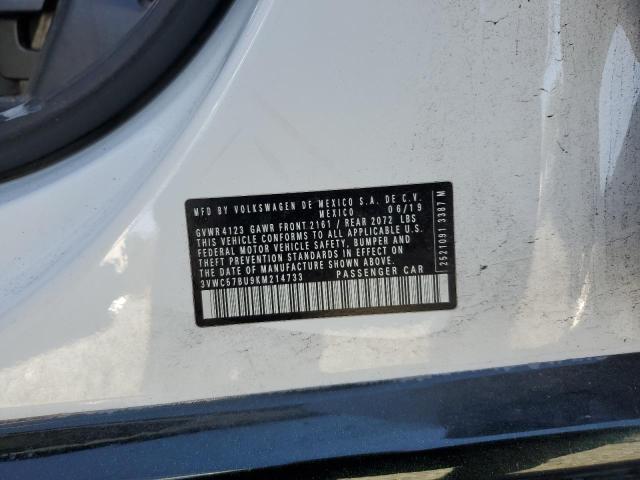 MFD BY VOLKSWAGEN DE MEXICO S.A. DE C.V.
MEXICO 06/19
GVWR 4123 GAWR FRONT 2161 / REAR 2072 LBS
THIS VEHICLE CONFORMS TO ALL APPLICABLE U.S.
FEDERAL MOTOR VEHICLE SAFETY, BUMPER AND
THEFT PREVENTION STANDARDS IN EFFECT ON
THE DATE OF MANUFACTURE SHOWN ABOVE.
3VWC57BU9KM214733 PASSENGER CAR
2521091 3387 M